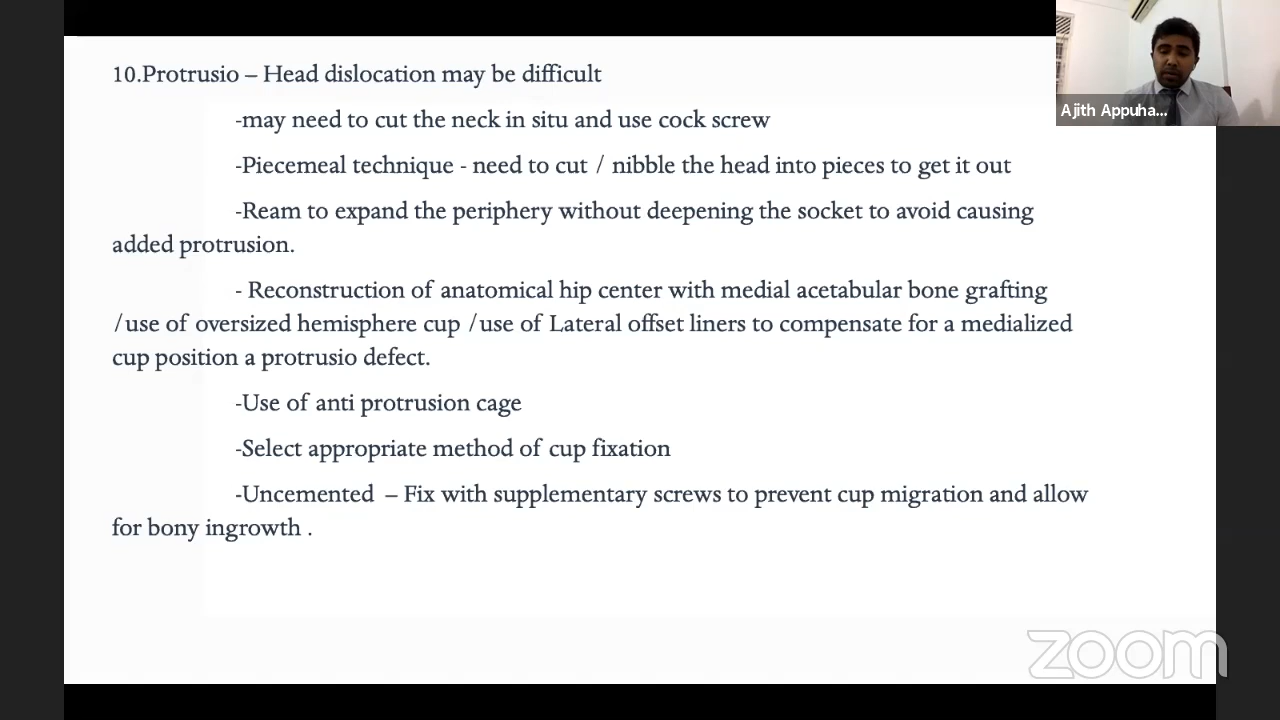 10.Protrusio – Head dislocation may be difficult
-may need to cut the neck in situ and use cock screw
-Piecemeal technique - need to cut / nibble the head into pieces to get it out
-Ream to expand the periphery without deepening the socket to avoid causing
added protrusion.
- Reconstruction of anatomical hip center with medial acetabular bone grafting
/use of oversized hemisphere cup /use of Lateral offset liners to compensate for a medialized
cup position a protrusio defect.
-Use of anti protrusion cage
-Select appropriate method of cup fixation
-Uncemented – Fix with supplementary screws to prevent cup migration and allow
for bony ingrowth .
Ajith Appuha...
zoom